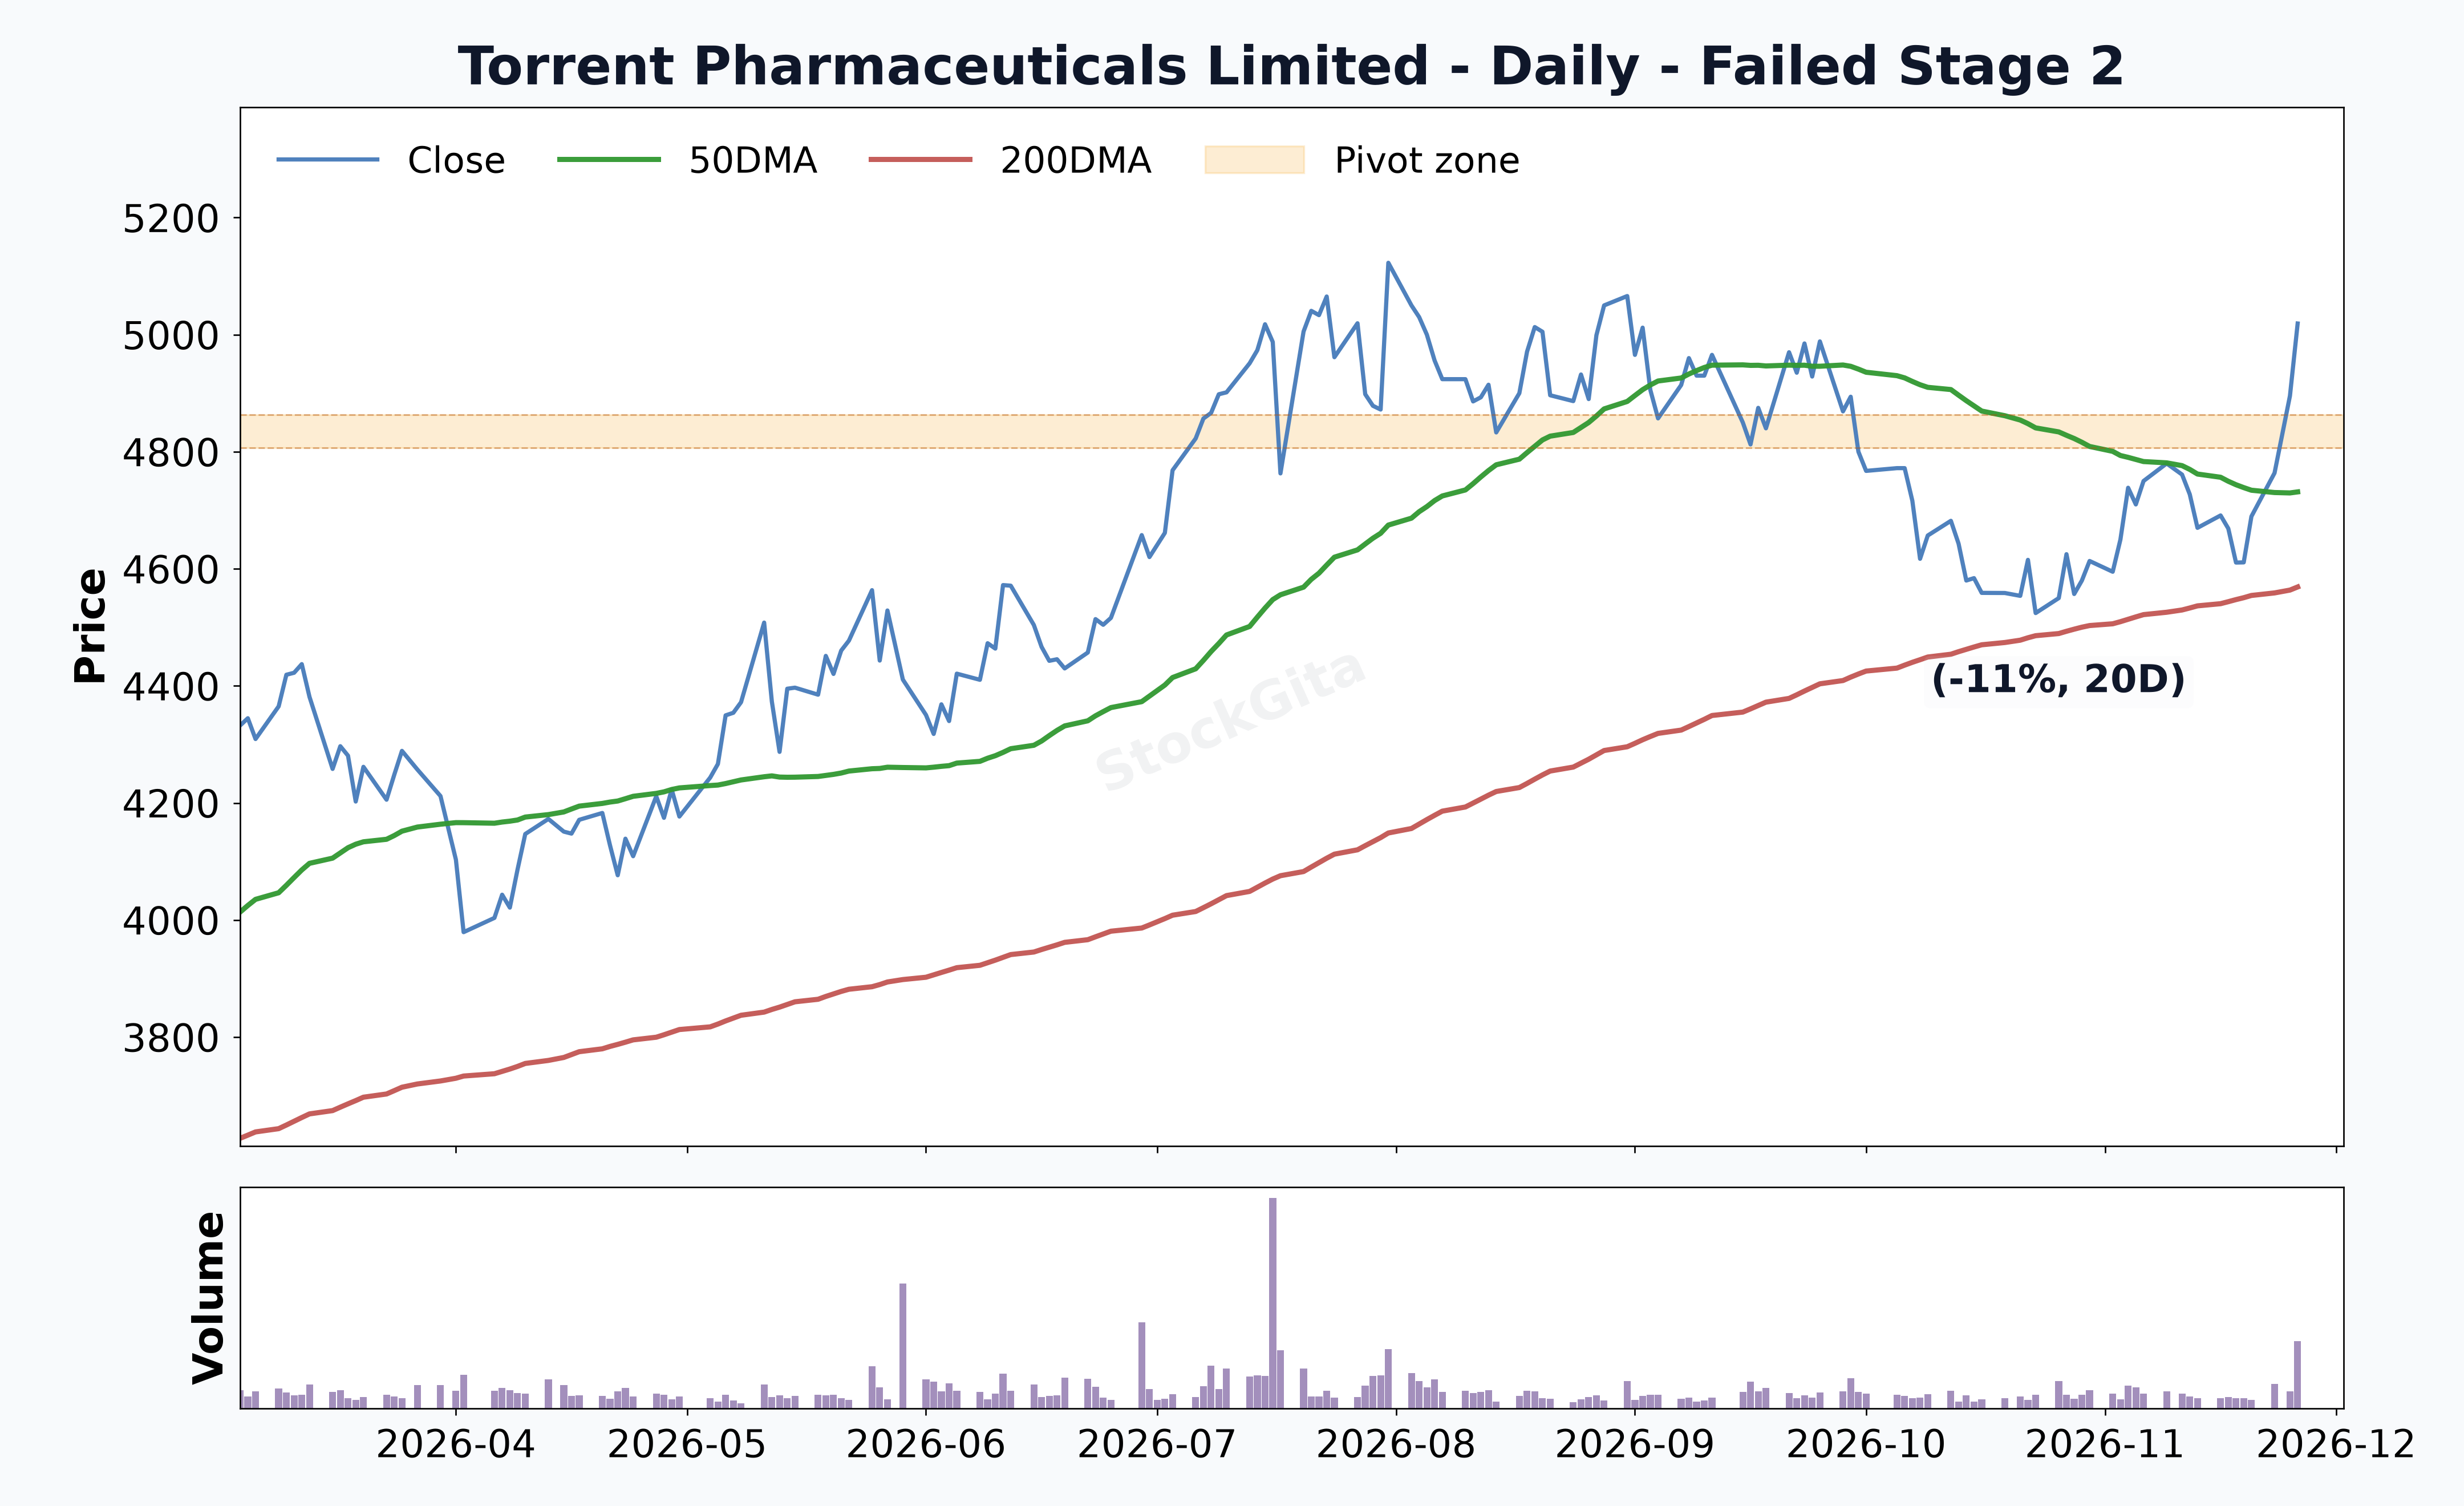 Torrent Pharmaceuticals Limited - Daily - Failed Stage 2
Close 50DMA 200DMA Pivot zone
5200
5000
4800
4600
4400
4200
4000
3800
Price
(-11%, 20D)
StockGita
Volume
2026-04 2026-05 2026-06 2026-07 2026-08 2026-09 2026-10 2026-11 2026-12